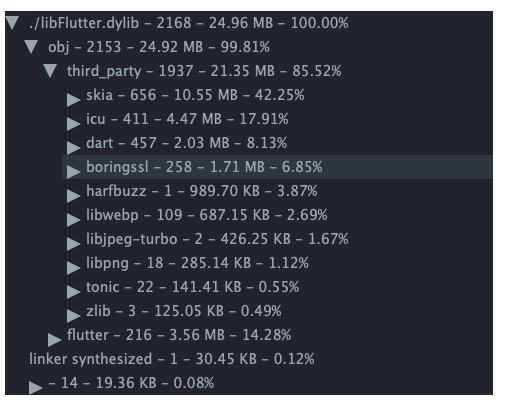 ./libFlutter.dylib – 2168 – 24.96 MB – 100.00%
obj – 2153 – 24.92 MB – 99.81%
third_party – 1937 – 21.35 MB – 85.52%
skia – 656 – 10.55 MB – 42.25%
icu – 411 – 4.47 MB – 17.91%
dart – 457 – 2.03 MB – 8.13%
boringssl – 258 – 1.71 MB – 6.85%
harfbuzz – 1 – 989.70 KB – 3.87%
libwebp – 109 – 687.15 KB – 2.69%
libjpeg-turbo – 2 – 426.25 KB – 1.67%
libpng – 18 – 285.14 KB – 1.12%
tonic – 22 – 141.41 KB – 0.55%
zlib – 3 – 125.05 KB – 0.49%
flutter – 216 – 3.56 MB – 14.28%
linker synthesized – 1 – 30.45 KB – 0.12%
– 14 – 19.36 KB – 0.08%